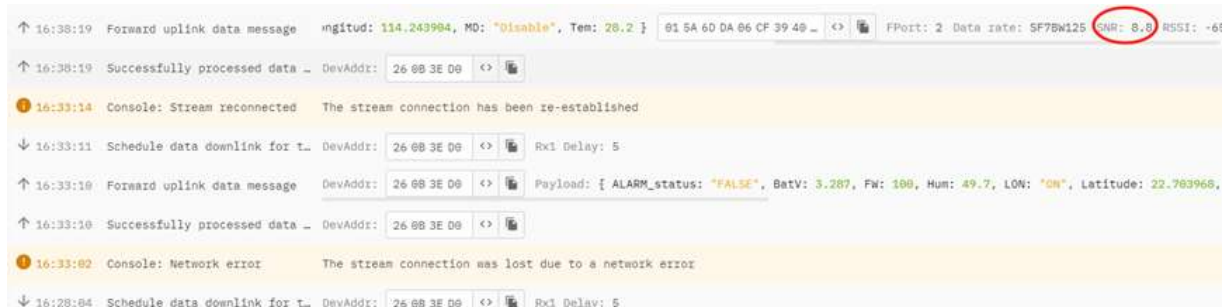 ↑ 16:38:19 Forward uplink data message ongitud: 114.243904, MD: "Disable", Tem: 28.2 } 01 5A 6D DA 06 CF 39 40 … <> FPort: 2 Data rate: SF7BW125 SNR: 8.8 RSSI:
↑ 16:38:19 Successfully processed data … DevAddr: 26 0B 3E D0 <>
16:33:14 Console: Stream reconnected The stream connection has been re-established
↓ 16:33:11 Schedule data downlink for t… DevAddr: 26 0B 3E D0 <> Rx1 Delay: 5
↑ 16:33:10 Forward uplink data message DevAddr: 26 0B 3E D0 <> Payload: { ALARM_status: "FALSE", BatV: 3.287, FW: 100, Hum: 49.7, LON: "ON", Latitude: 22.703968,
↑ 16:33:10 Successfully processed data … DevAddr: 26 0B 3E D0 <>
16:33:02 Console: Network error The stream connection was lost due to a network error
↓ 16:28:04 Schedule data downlink for t… DevAddr: 26 0B 3E D0 <> Rx1 Delay: 5